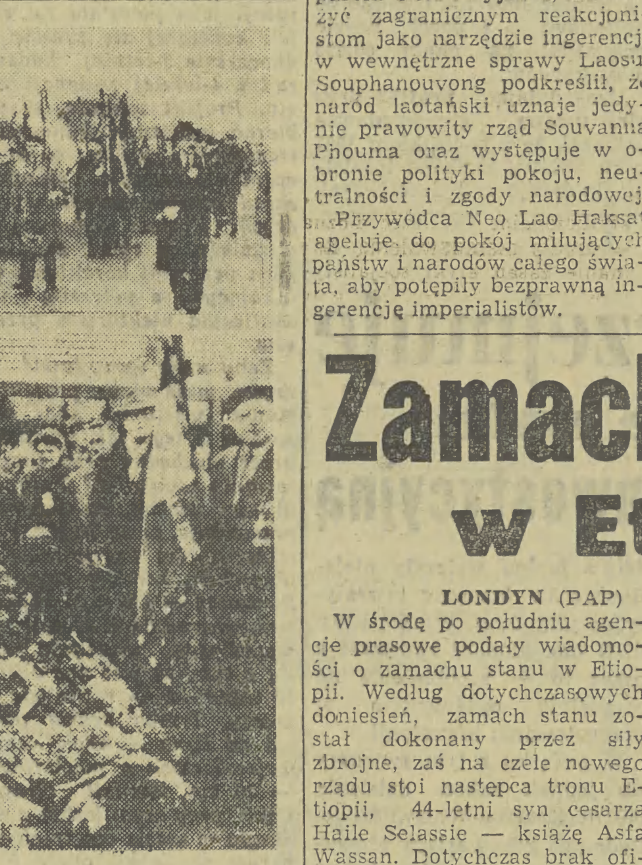 żyć zagranicznym reakcjoni
stom jako narzędzie ingerencj
w wewnętrzne sprawy Laosu
Souphanouvong podkreślił, że
naród laotański uznaje jedy-
nie prawowity rząd Souvanna
Phouma oraz występuje w o-
bronie polityki pokoju, neu-
tralności i zgody narodowej
Przywódca Neo Lao Haksat
apeluje do pokój miłujących
państw i narodów całego świa-
ta, aby potępiły bezprawną in-
gerencję imperialistów.
Zamach
w Et
LONDYN (PAP)
W środę po południu agen-
cje prasowe podały wiadomo-
ści o zamachu stanu w Etio-
pii. Według dotychczasowych
doniesień, zamach stanu zo-
stał dokonany przez siły
zbrojne, zaś na czele nowego
rządu stoi następca tronu E-
tiopii, 44-letni syn cesarza
Haile Selassie — książę Asfa
Wassan. Dotychczas brak ofi-